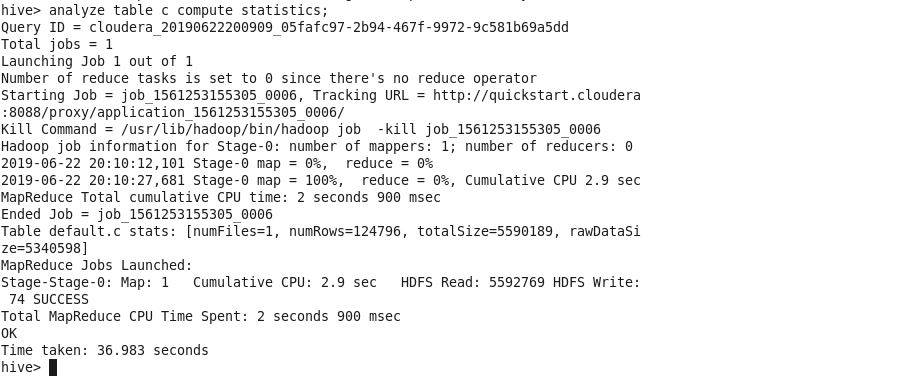 hive> analyze table c compute statistics;
Query ID = cloudera_20190622200909_05fafc97-2b94-467f-9972-9c581b69a5dd
Total jobs = 1
Launching Job 1 out of 1
Number of reduce tasks is set to 0 since there's no reduce operator
Starting Job = job_1561253155305_0006, Tracking URL = http://quickstart.cloudera
:8088/proxy/application_1561253155305_0006/
Kill Command = /usr/lib/hadoop/bin/hadoop job  -kill job_1561253155305_0006
Hadoop job information for Stage-0: number of mappers: 1; number of reducers: 0
2019-06-22 20:10:12,101 Stage-0 map = 0%,  reduce = 0%
2019-06-22 20:10:27,681 Stage-0 map = 100%,  reduce = 0%, Cumulative CPU 2.9 sec
MapReduce Total cumulative CPU time: 2 seconds 900 msec
Ended Job = job_1561253155305_0006
Table default.c stats: [numFiles=1, numRows=124796, totalSize=5590189, rawDataSi
ze=5340598]
MapReduce Jobs Launched:
Stage-Stage-0: Map: 1   Cumulative CPU: 2.9 sec   HDFS Read: 5592769 HDFS Write:
 74 SUCCESS
Total MapReduce CPU Time Spent: 2 seconds 900 msec
OK
Time taken: 36.983 seconds
hive>